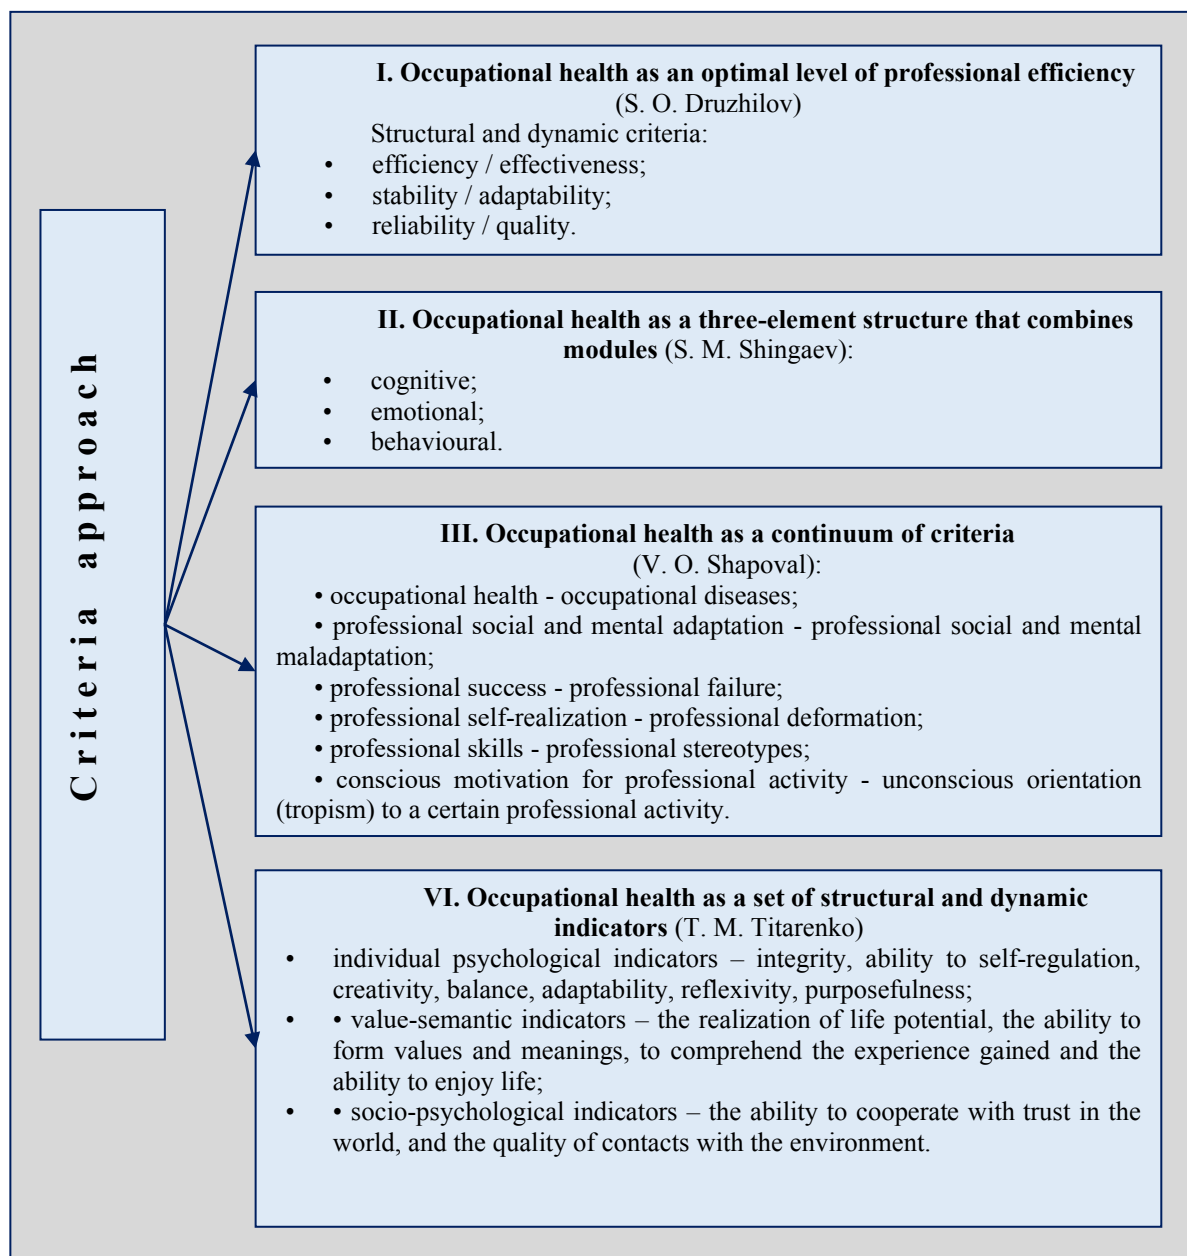 Criteria approach
I. Occupational health as an optimal level of professional efficiency
(S. O. Druzhilov)
Structural and dynamic criteria:
• efficiency / effectiveness;
• stability / adaptability;
• reliability / quality.
II. Occupational health as a three-element structure that combines
modules (S. M. Shingaev):
• cognitive;
• emotional;
• behavioural.
III. Occupational health as a continuum of criteria
(V. O. Shapoval):
• occupational health - occupational diseases;
• professional social and mental adaptation - professional social and mental
maladaptation;
• professional success - professional failure;
• professional self-realization - professional deformation;
• professional skills - professional stereotypes;
• conscious motivation for professional activity - unconscious orientation
(tropism) to a certain professional activity.
VI. Occupational health as a set of structural and dynamic
indicators (T. M. Titarenko)
• individual psychological indicators – integrity, ability to self-regulation,
creativity, balance, adaptability, reflexivity, purposefulness;
• • value-semantic indicators – the realization of life potential, the ability to
form values and meanings, to comprehend the experience gained and the
ability to enjoy life;
• • socio-psychological indicators – the ability to cooperate with trust in the
world, and the quality of contacts with the environment.